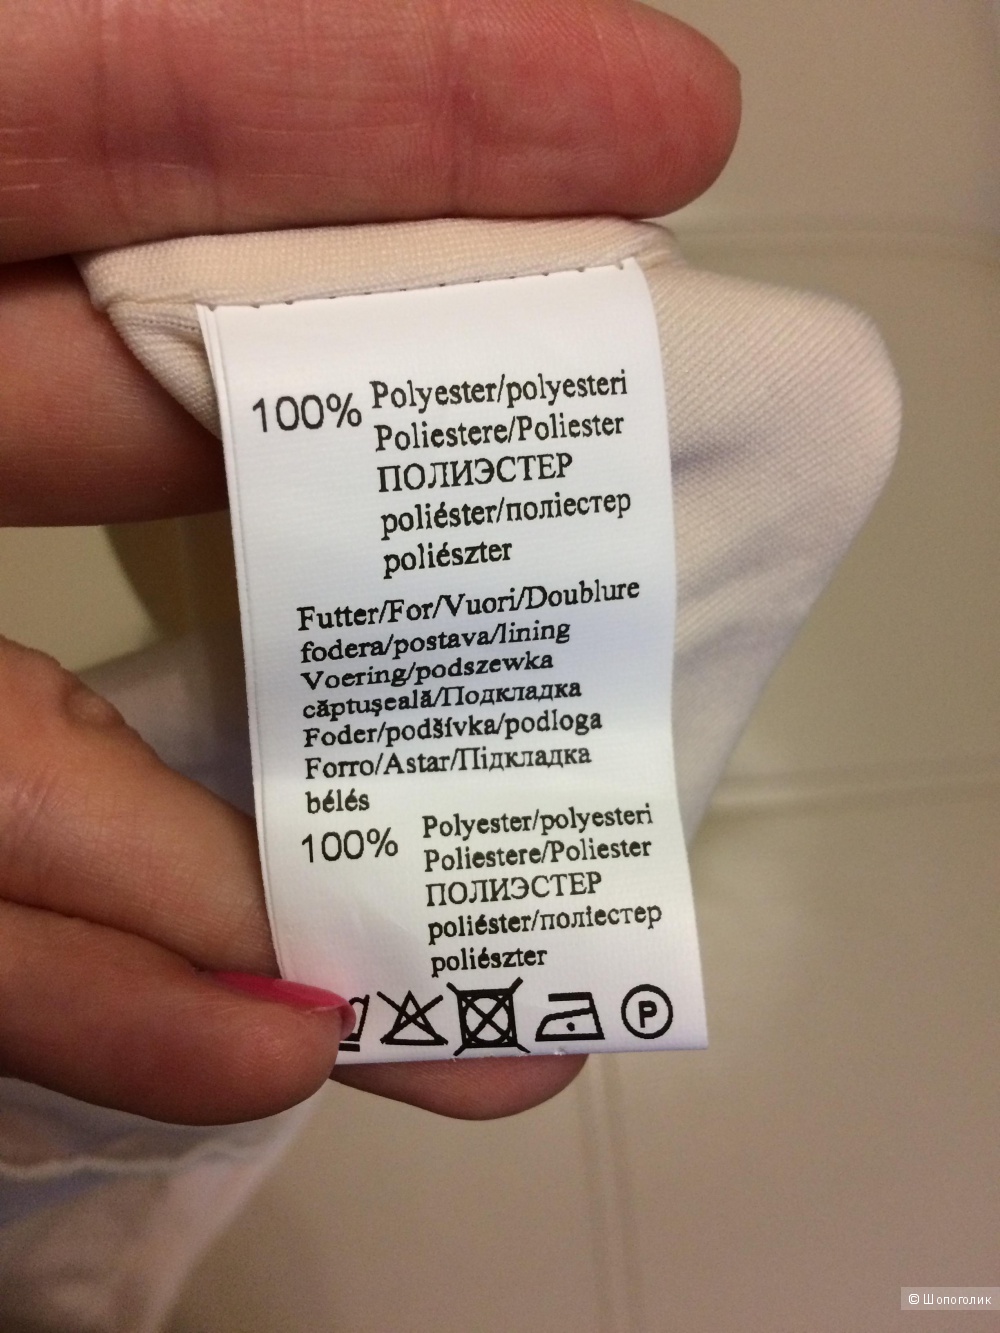 100% Polyester/polyesteri
Poliestere/Poliester
ПОЛИЭСТЕР
poliéster/поліестер
poliészter
Futter/For/Vuori/Doublure
fodera/postava/lining
Voering/podszewka
căptuşeală/Подкладка
Foder/podšívka/podloga
Forro/Astar/Підкладка
bélés
100% Polyester/polyesteri
Poliestere/Poliester
ПОЛИЭСТЕР
poliéster/поліестер
poliészter
P
© Шопоголик